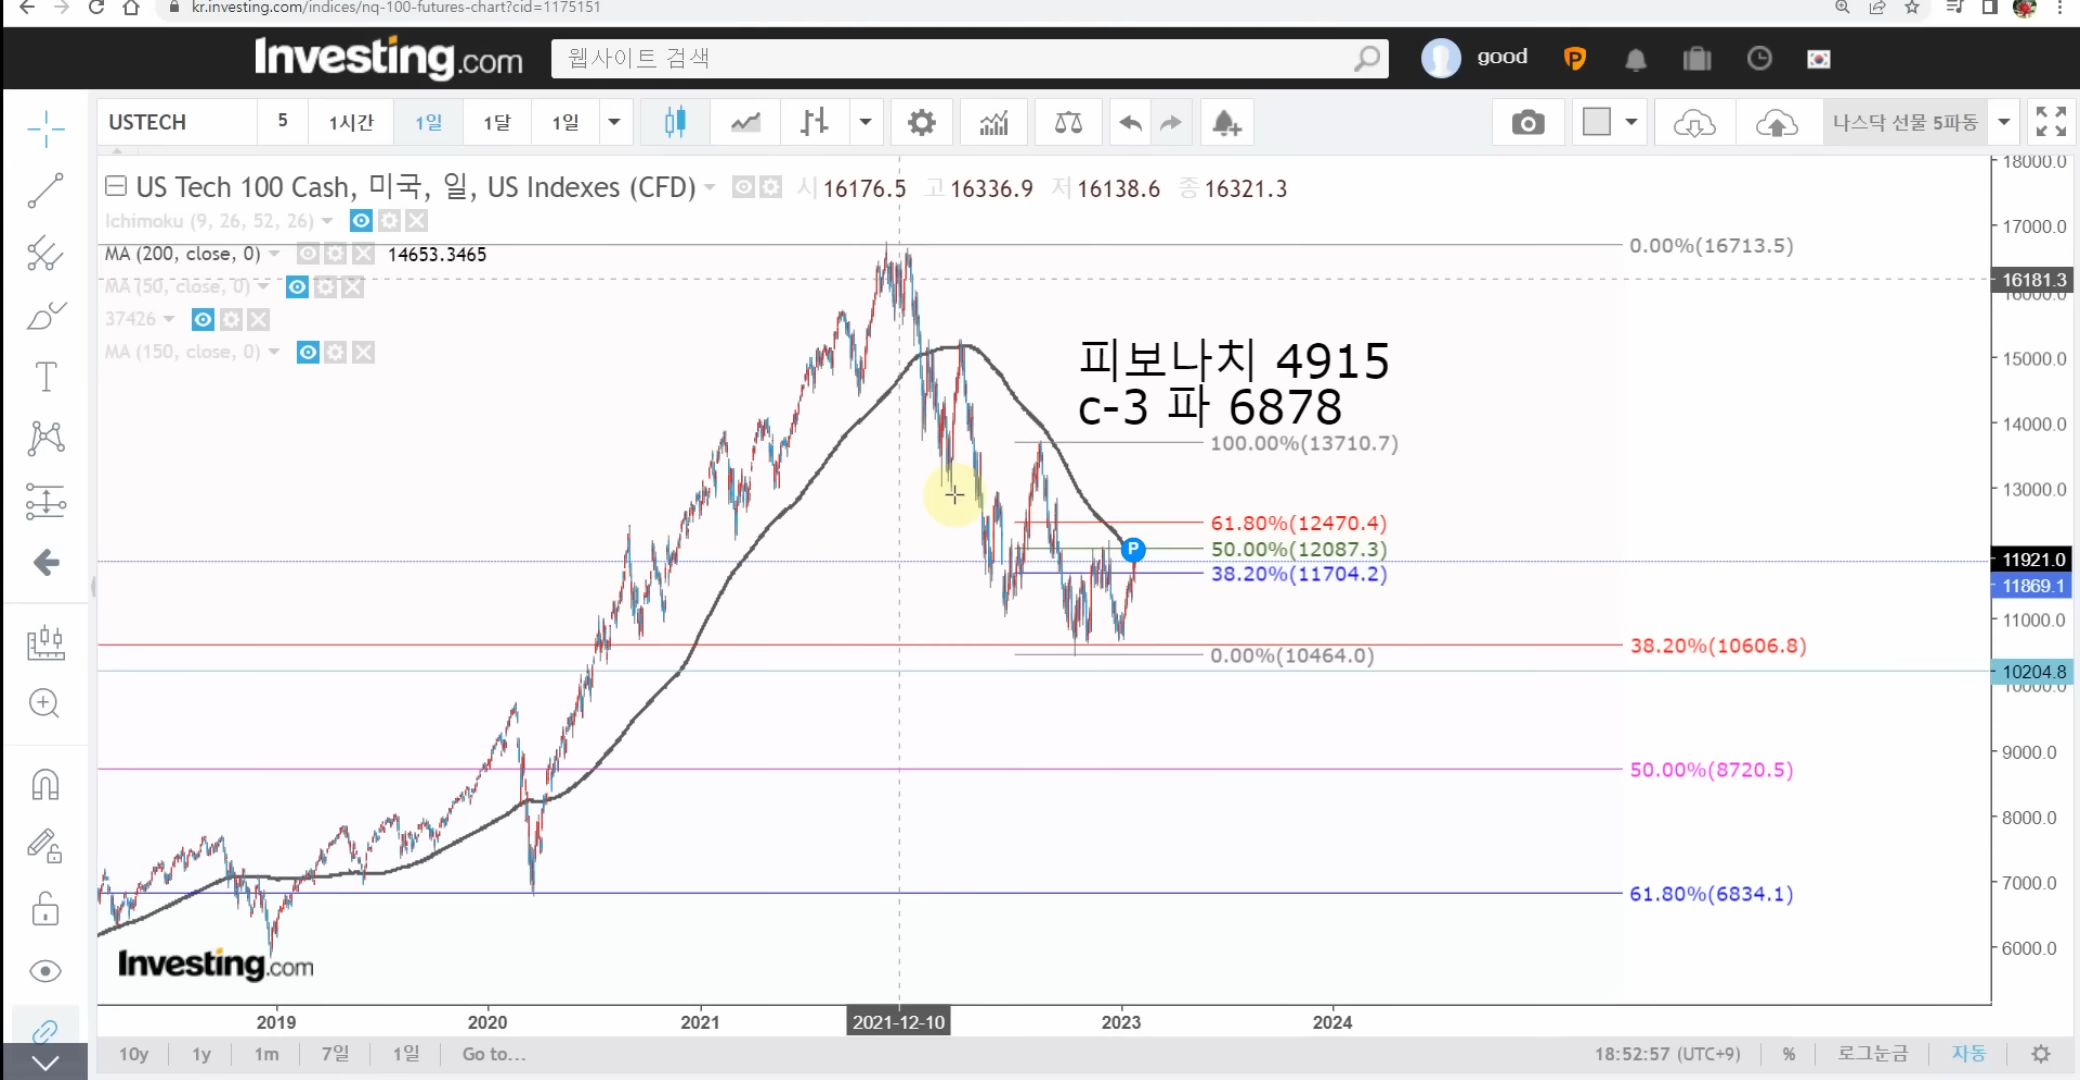 kr.investing.com/indices/nq-100-futures-chart?cid=1175151
Investing.com 웹사이트 검색 good
USTECH 5 1시간 1일 1달 1일 나스닥 선물 5파동
US Tech 100 Cash, 미국, 일, US Indexes (CFD) 시 16176.5 고 16336.9 저 16138.6 종 16321.3
Ichimoku (9, 26, 52, 26)
MA (200, close, 0) 14653.3465
MA (50, close, 0)
37426
MA (150, close, 0)
피보나치 4915
c-3 파 6878
0.00%(16713.5)
100.00%(13710.7)
61.80%(12470.4)
50.00%(12087.3)
38.20%(11704.2)
0.00%(10464.0)
38.20%(10606.8)
50.00%(8720.5)
61.80%(6834.1)
P
18000.0
17000.0
16181.3
16000.0
15000.0
14000.0
13000.0
11921.0
11869.1
11000.0
10204.8
10000.0
9000.0
8000.0
7000.0
6000.0
Investing.com
2019 2020 2021 2021-12-10 2023 2024
10y 1y 1m 7일 1일 Go to... 18:52:57 (UTC+9) % 로그눈금 자동